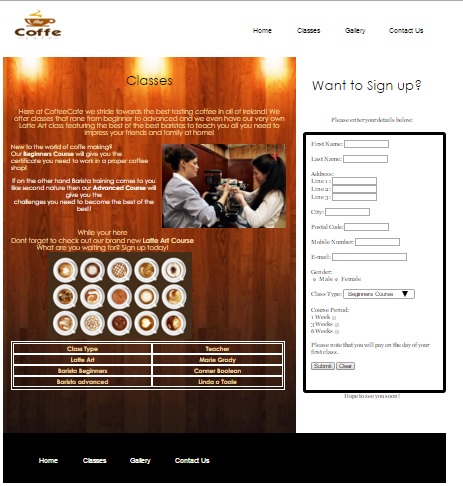 the
Coffe
Home Classes Gallery Contact Us
Classes
Here at CoffeeCafe we stride towards the best tasting coffee in all of Ireland! We
offer classes that rane from beginner to advanced and we even have our very own
Latte Art class featuring the best of the best baristas to teach you all you need to
impress your friends and family at home!
New to the world of coffe making?
Our Beginners Course will give you the
certificate you need to work in a proper coffee
shop!
If on the other hand Barista training comes to you
like second nature then our Advanced Course will
give you the
challenges you need to become the best of the
best!
While your here
Dont forget to check out our brand new Latte Art Course
What are you waiting for? Sign up today!
Class Type Teacher
Latte Art Marie Grady
Barista Beginners Conner Boolean
Barista advanced Linda o Toole
Want to Sign up?
Please enter your details below:
First Name:
Last Name:
Address:
Line 1 :
Line 2 :
Line 3 :
City:
Postal Code:
Mobile Number:
E-mail:
Gender:
Male Female
Class Type: Beginners Course
Course Period:
1 Week
3 Weeks
6 Weeks
Please note that you will pay on the day of your
first class.
Submit Clear
Hope to see you soon!
Home Classes Gallery Contact Us